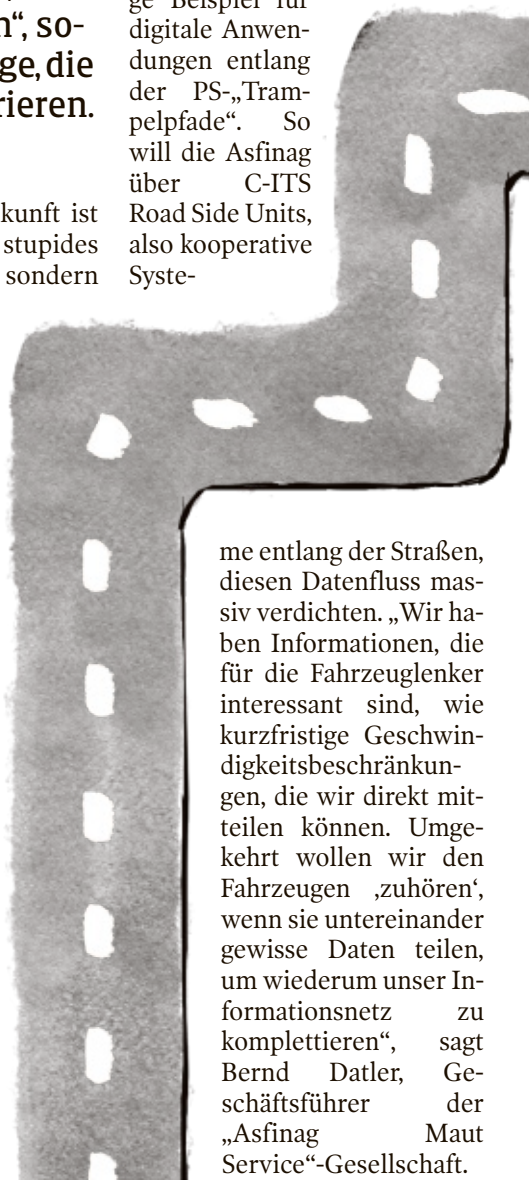 n“, so-
ge, die
rieren.
kunft ist
stupides
sondern
ge Beispiel für
digitale Anwen-
dungen entlang
der PS-„Tram-
pelpfade“. So
will die Asfinag
über C-ITS
Road Side Units,
also kooperative
Syste-
me entlang der Straßen,
diesen Datenfluss mas-
siv verdichten. „Wir ha-
ben Informationen, die
für die Fahrzeuglenker
interessant sind, wie
kurzfristige Geschwin-
digkeitsbeschränkun-
gen, die wir direkt mit-
teilen können. Umge-
kehrt wollen wir den
Fahrzeugen ‚zuhören‘,
wenn sie untereinander
gewisse Daten teilen,
um wiederum unser In-
formationsnetz zu
komplettieren“, sagt
Bernd Datler, Ge-
schäftsführer der
„Asfinag Maut
Service“-Gesellschaft.